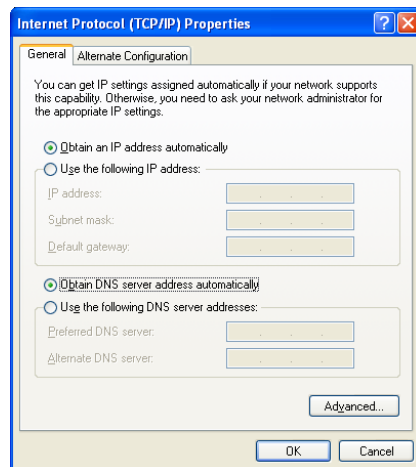 Internet Protocol (TCP/IP) Properties
General
Alternate Configuration
You can get IP settings assigned automatically if your network supports
this capability. Otherwise, you need to ask your network administrator for
the appropriate IP settings.
Obtain an IP address automatically
Use the following IP address:
IP address:
Subnet mask:
Default gateway:
Obtain DNS server address automatically
Use the following DNS server addresses:
Preferred DNS server:
Alternate DNS server:
Advanced...
OK
Cancel